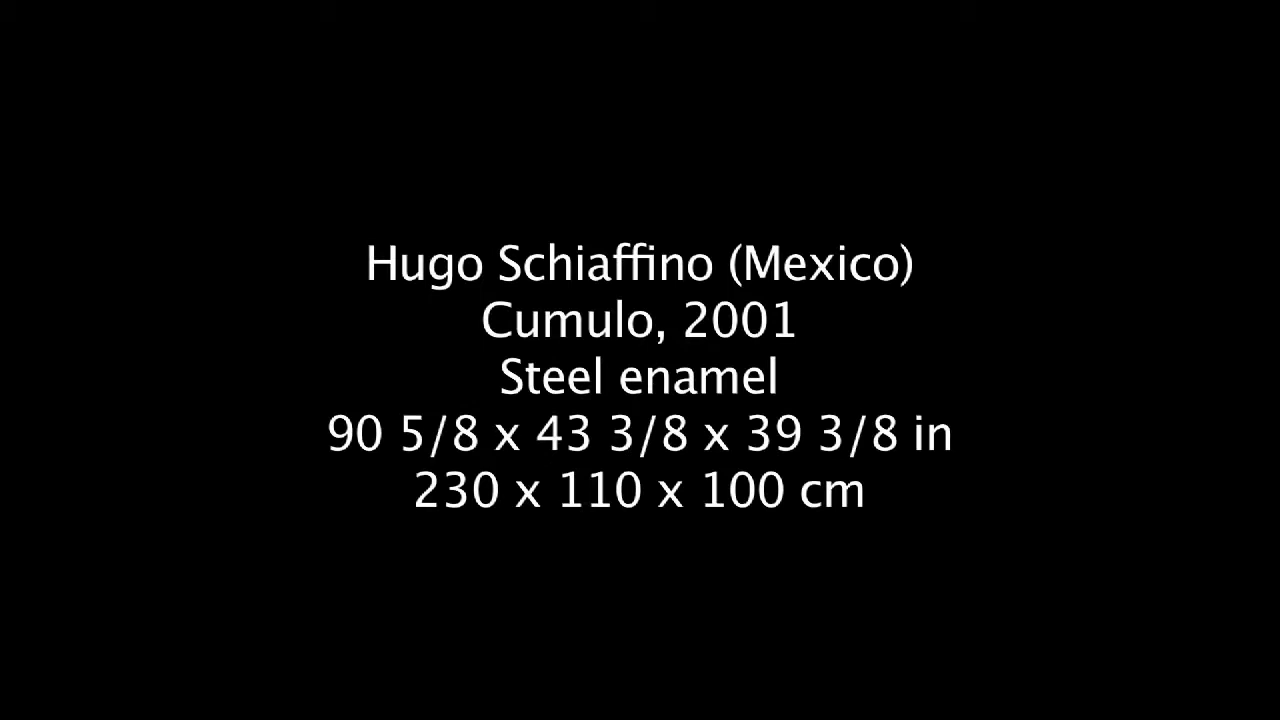 Hugo Schiaffino (Mexico)
Cumulo, 2001
Steel enamel
90 5/8 x 43 3/8 x 39 3/8 in
230 x 110 x 100 cm